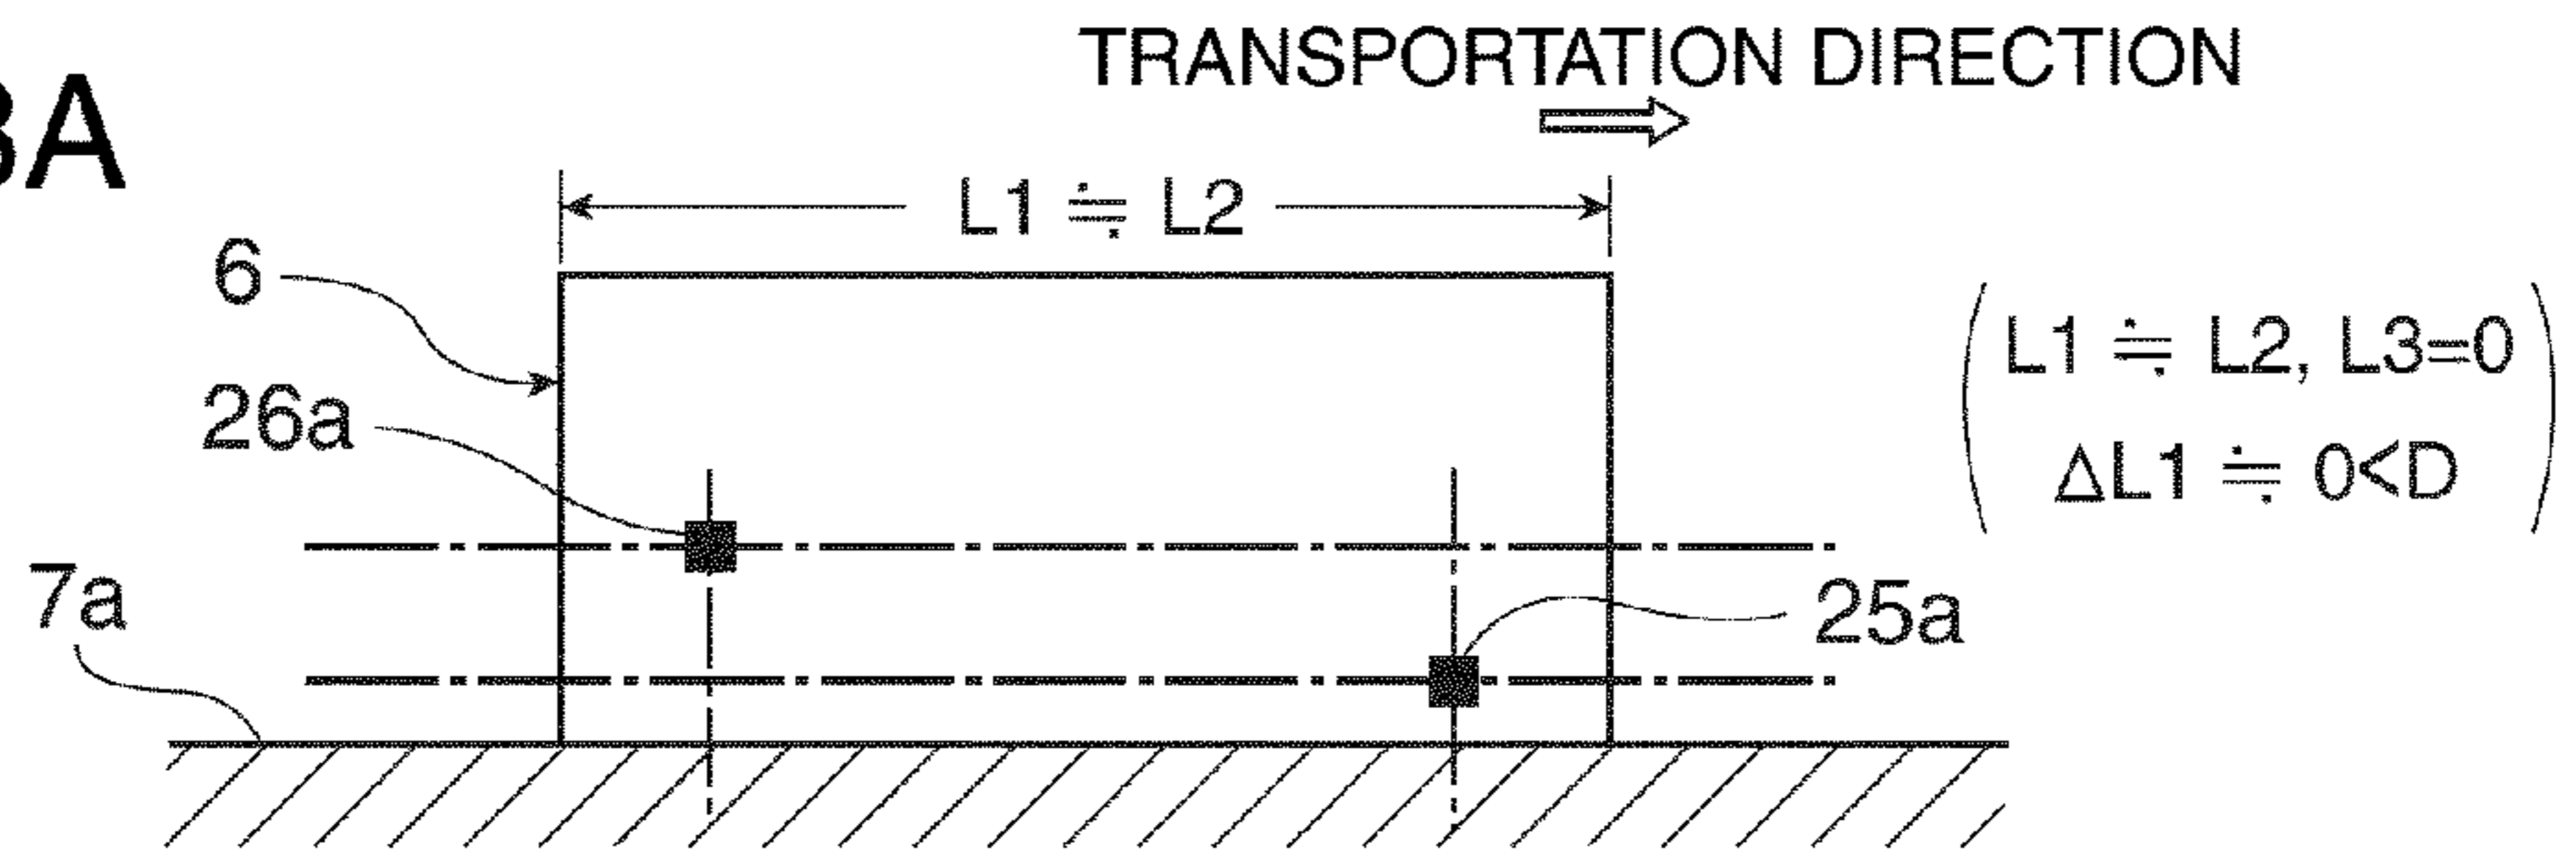 TRANSPORTATION DIRECTION
3A
L1 ≒ L2
6
L1 ≒ L2, L3=0
26a
ΔL1 ≒ 0<D
7a
25a